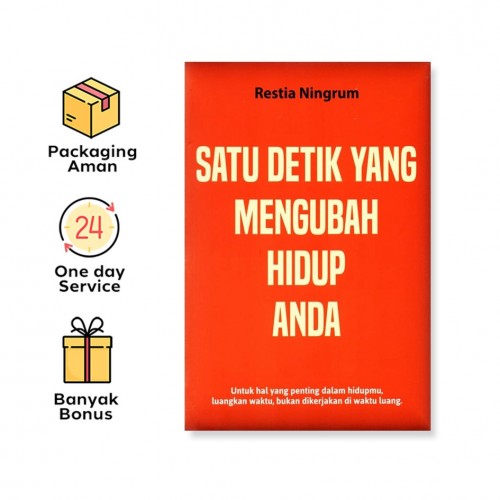 Packaging
Aman
24
One day
Service
Banyak
Bonus
Restia Ningrum
SATU DETIK YANG
MENGUBAH
HIDUP
ANDA
Untuk hal yang penting dalam hidupmu,
luangkan waktu, bukan dikerjakan di waktu luang.